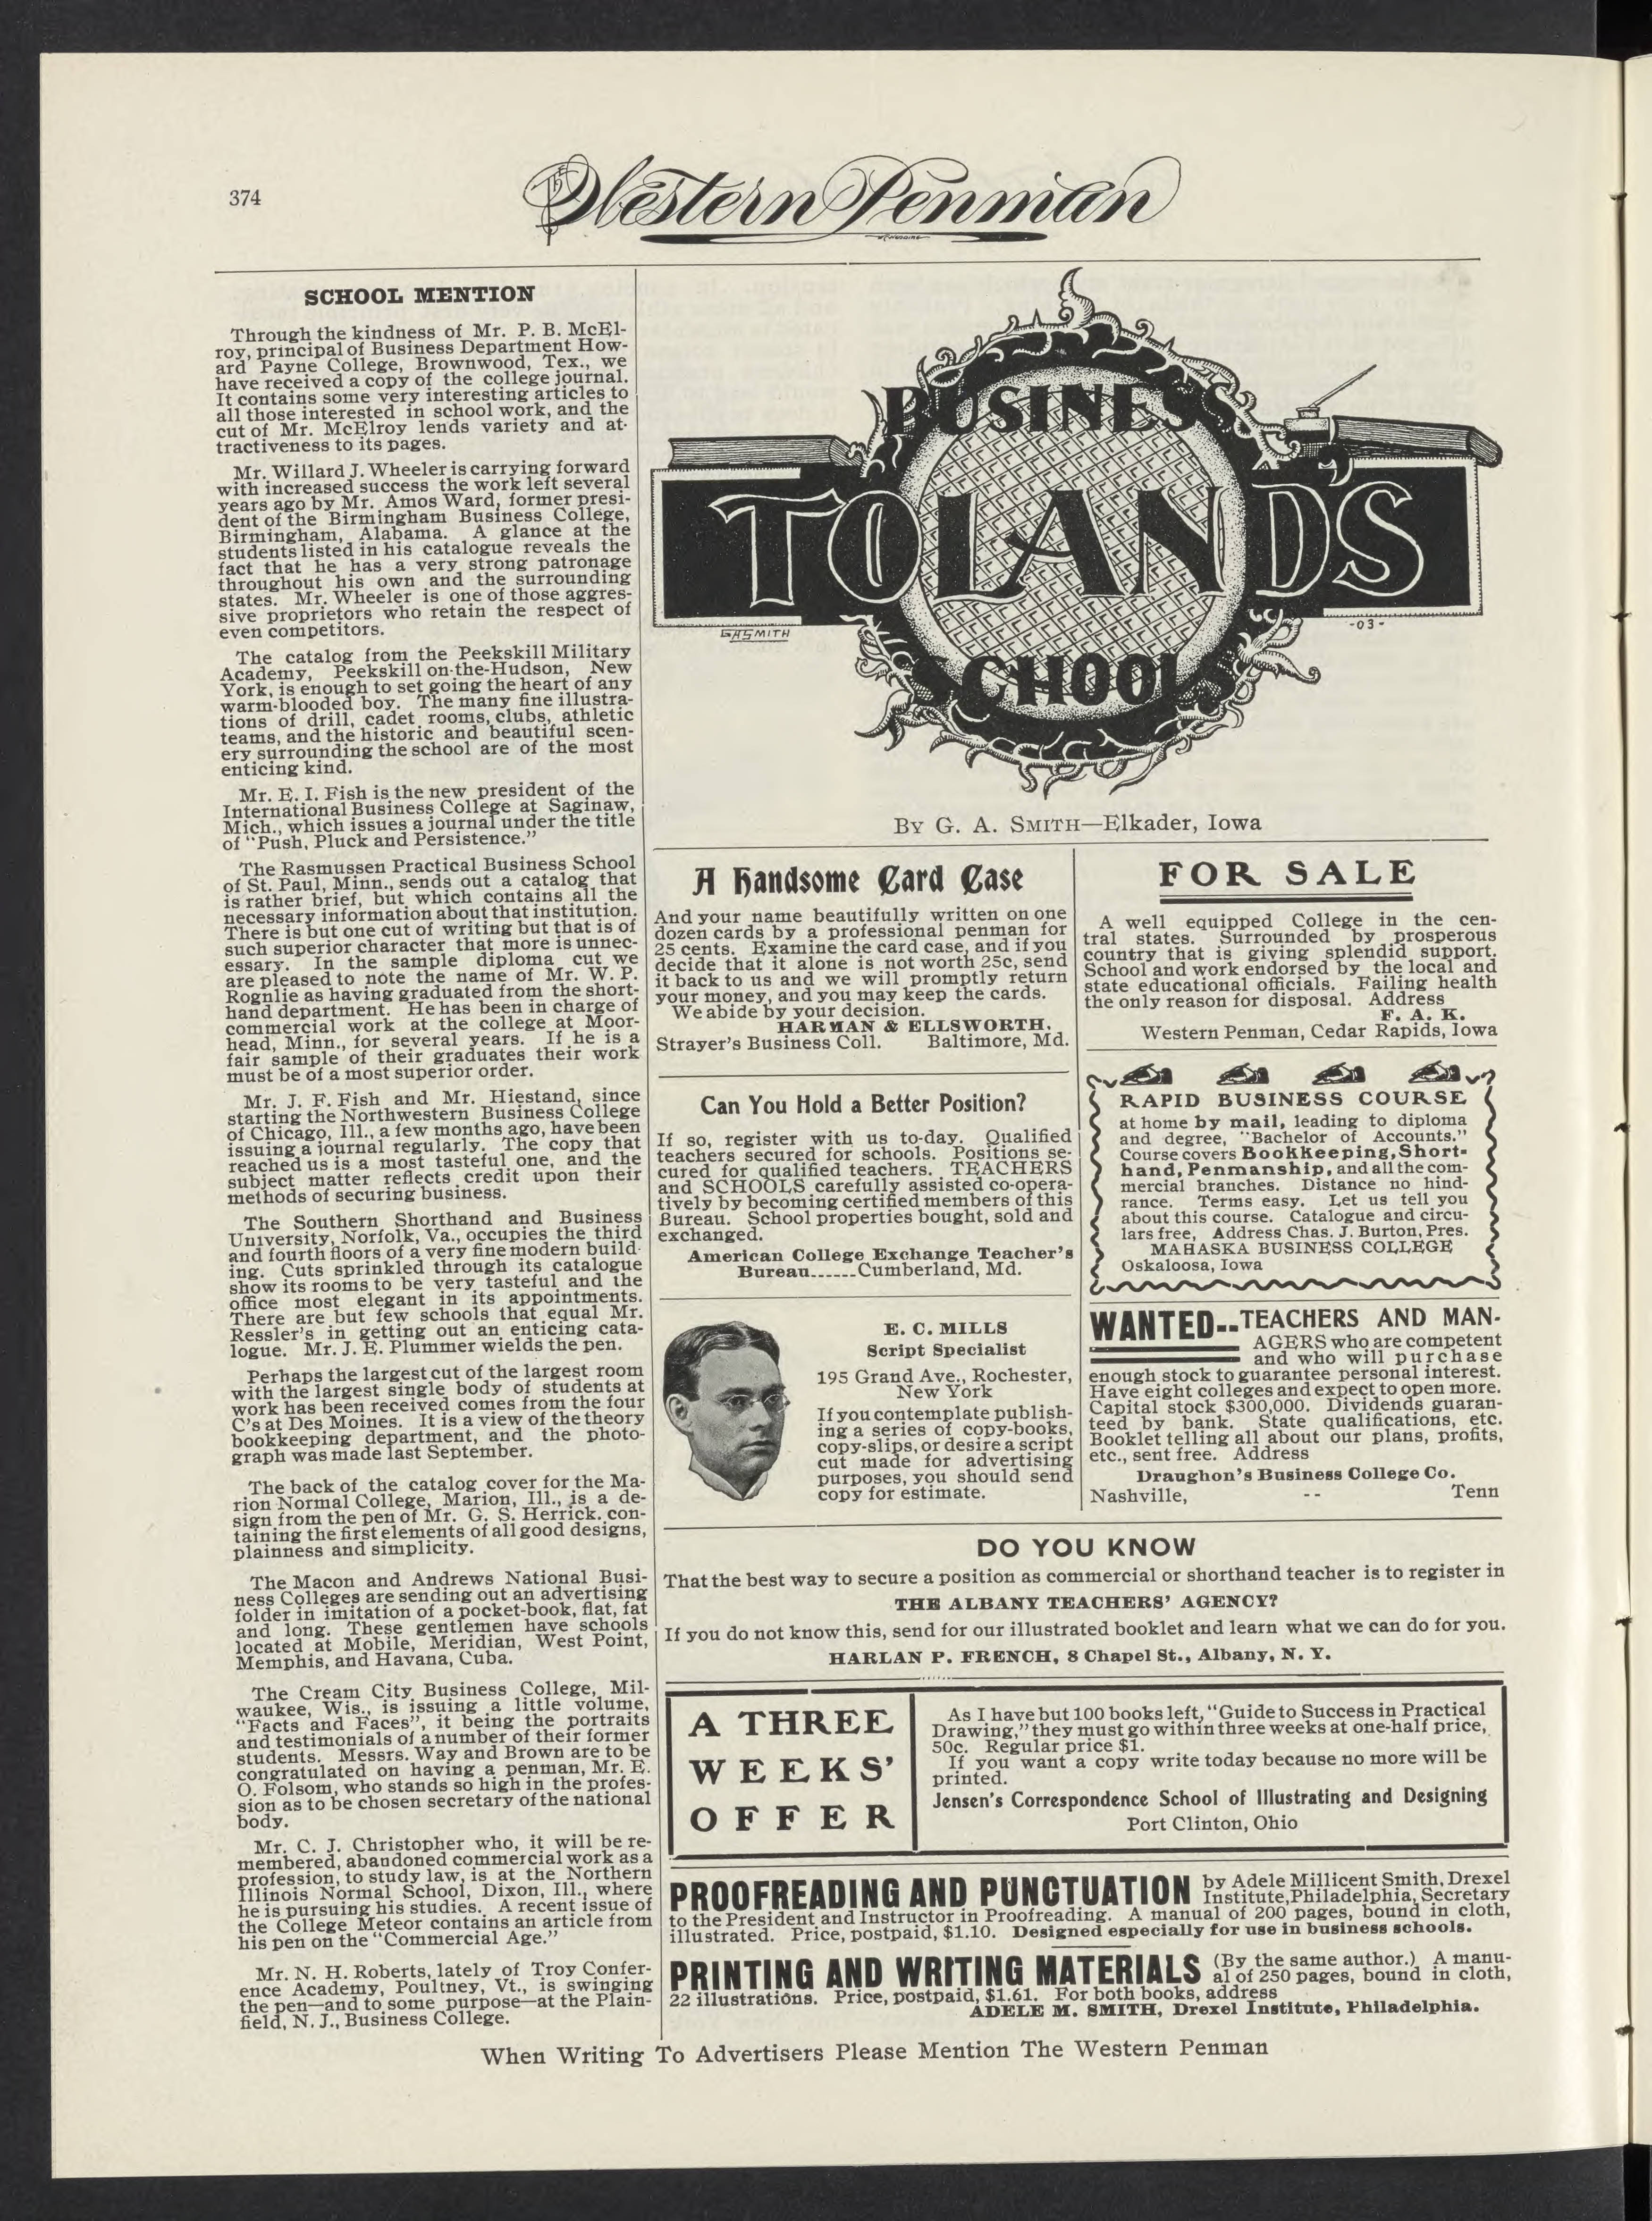 374
The Western Penman
SCHOOL MENTION
Through the kindness of Mr. P. B. McEl-
roy, principal of Business Department How-
ard Payne College, Brownwood, Tex., we
have received a copy of the college journal.
It contains some very interesting articles to
all those interested in school work, and the
cut of Mr. McElroy lends variety and at-
tractiveness to its pages.
Mr. Willard J. Wheeler is carrying forward
with increased success the work left several
years ago by Mr. Amos Ward, former presi-
dent of the Birmingham Business College,
Birmingham, Alabama. A glance at the
students listed in his catalogue reveals the
fact that he has a very strong patronage
throughout his own and the surrounding
states. Mr. Wheeler is one of those aggres-
sive proprietors who retain the respect of
even competitors.
The catalog from the Peekskill Military
Academy, Peekskill on-the-Hudson, New
York, is enough to set going the heart of any
warm-blooded boy. The many fine illustra-
tions of drill, cadet rooms, clubs, athletic
teams, and the historic and beautiful scen-
ery surrounding the school are of the most
enticing kind.
Mr. E. I. Fish is the new president of the
International Business College at Saginaw,
Mich., which issues a journal under the title
of "Push, Pluck and Persistence."
The Rasmussen Practical Business School
of St. Paul, Minn., sends out a catalog that
is rather brief, but which contains all the
necessary information about that institution.
There is but one cut of writing but that is of
such superior character that more is unnec-
essary. In the sample diploma cut we
are pleased to note the name of Mr. W. P.
Rognlie as having graduated from the short-
hand department. He has been in charge of
commercial work at the college at Moor-
head, Minn., for several years. If he is a
fair sample of their graduates their work
must be of a most superior order.
Mr. J. F. Fish and Mr. Hiestand, since
starting the Northwestern Business College
of Chicago, Ill., a few months ago, have been
issuing a journal regularly. The copy that
reached us is a most tasteful one, and the
subject matter reflects credit upon their
methods of securing business.
The Southern Shorthand and Business
University, Norfolk, Va., occupies the third
and fourth floors of a very fine modern build-
ing. Cuts sprinkled through its catalogue
show its rooms to be very tasteful and the
office most elegant in its appointments.
There are but few schools that equal Mr.
Ressler's in getting out an enticing cata-
logue. Mr. J. E. Plummer wields the pen.
Perhaps the largest cut of the largest room
with the largest single body of students at
work has been received comes from the four
C's at Des Moines. It is a view of the theory
bookkeeping department, and the photo-
graph was made last September.
The back of the catalog cover for the Ma-
rion Normal College, Marion, Ill., is a de-
sign from the pen of Mr. G. S. Herrick, con-
taining the first elements of all good designs,
plainness and simplicity.
The Macon and Andrews National Busi-
ness Colleges are sending out an advertising
folder in imitation of a pocket-book, flat, fat
and long. These gentlemen have schools
located at Mobile, Meridian, West Point,
Memphis, and Havana, Cuba.
The Cream City Business College, Mil-
waukee, Wis., is issuing a little volume,
"Facts and Faces", it being the portraits
and testimonials of a number of their former
students. Messrs. Way and Brown are to be
congratulated on having a penman, Mr. E.
O. Folsom, who stands so high in the profes-
sion as to be chosen secretary of the national
body.
Mr. C. J. Christopher who, it will be re-
membered, abandoned commercial work as a
profession, to study law, is at the Northern
Illinois Normal School, Dixon, Ill., where
he is pursuing his studies. A recent issue of
the College Meteor contains an article from
his pen on the "Commercial Age."
Mr. N. H. Roberts, lately of Troy Confer-
ence Academy, Poultney, Vt., is swinging
the pen—and to some purpose—at the Plain-
field, N. J., Business College.
BUSINESS
TOLAND'S
SCHOOLS
GASMITH
-03-
BY G. A. SMITH—Elkader, Iowa
A Handsome Card Case
And your name beautifully written on one
dozen cards by a professional penman for
25 cents. Examine the card case, and if you
decide that it alone is not worth 25c, send
it back to us and we will promptly return
your money, and you may keep the cards.
We abide by your decision.
HARMAN & ELLSWORTH,
Strayer's Business Coll. Baltimore, Md.
Can You Hold a Better Position?
If so, register with us to-day. Qualified
teachers secured for schools. Positions se-
cured for qualified teachers. TEACHERS
and SCHOOLS carefully assisted co-opera-
tively by becoming certified members of this
Bureau. School properties bought, sold and
exchanged.
American College Exchange Teacher's
Bureau......Cumberland, Md.
E. C. MILLS
Script Specialist
195 Grand Ave., Rochester,
New York
If you contemplate publish-
ing a series of copy-books,
copy-slips, or desire a script
cut made for advertising
purposes, you should send
copy for estimate.
FOR SALE
A well equipped College in the cen-
tral states. Surrounded by prosperous
country that is giving splendid support.
School and work endorsed by the local and
state educational officials. Failing health
the only reason for disposal. Address
F. A. K.
Western Penman, Cedar Rapids, Iowa
RAPID BUSINESS COURSE
at home by mail, leading to diploma
and degree, "Bachelor of Accounts."
Course covers Bookkeeping, Short-
hand, Penmanship, and all the com-
mercial branches. Distance no hind-
rance. Terms easy. Let us tell you
about this course. Catalogue and circu-
lars free, Address Chas. J. Burton, Pres.
MAHASKA BUSINESS COLLEGE
Oskaloosa, Iowa
WANTED--TEACHERS AND MAN-
AGERS who are competent
and who will purchase
enough stock to guarantee personal interest.
Have eight colleges and expect to open more.
Capital stock $300,000. Dividends guaran-
teed by bank. State qualifications, etc.
Booklet telling all about our plans, profits,
etc., sent free. Address
Draughon's Business College Co.
Nashville, -- Tenn
DO YOU KNOW
That the best way to secure a position as commercial or shorthand teacher is to register in
THE ALBANY TEACHERS' AGENCY?
If you do not know this, send for our illustrated booklet and learn what we can do for you.
HARLAN P. FRENCH, 8 Chapel St., Albany, N. Y.
A THREE
WEEKS'
OFFER
As I have but 100 books left, "Guide to Success in Practical
Drawing," they must go within three weeks at one-half price,
50c. Regular price $1.
If you want a copy write today because no more will be
printed.
Jensen's Correspondence School of Illustrating and Designing
Port Clinton, Ohio
PROOFREADING AND PUNCTUATION by Adele Millicent Smith, Drexel
Institute, Philadelphia, Secretary
to the President and Instructor in Proofreading. A manual of 200 pages, bound in cloth,
illustrated. Price, postpaid, $1.10. Designed especially for use in business schools.
PRINTING AND WRITING MATERIALS (By the same author.) A manu-
al of 250 pages, bound in cloth,
22 illustrations. Price, postpaid, $1.61. For both books, address
ADELE M. SMITH, Drexel Institute, Philadelphia.
When Writing To Advertisers Please Mention The Western Penman